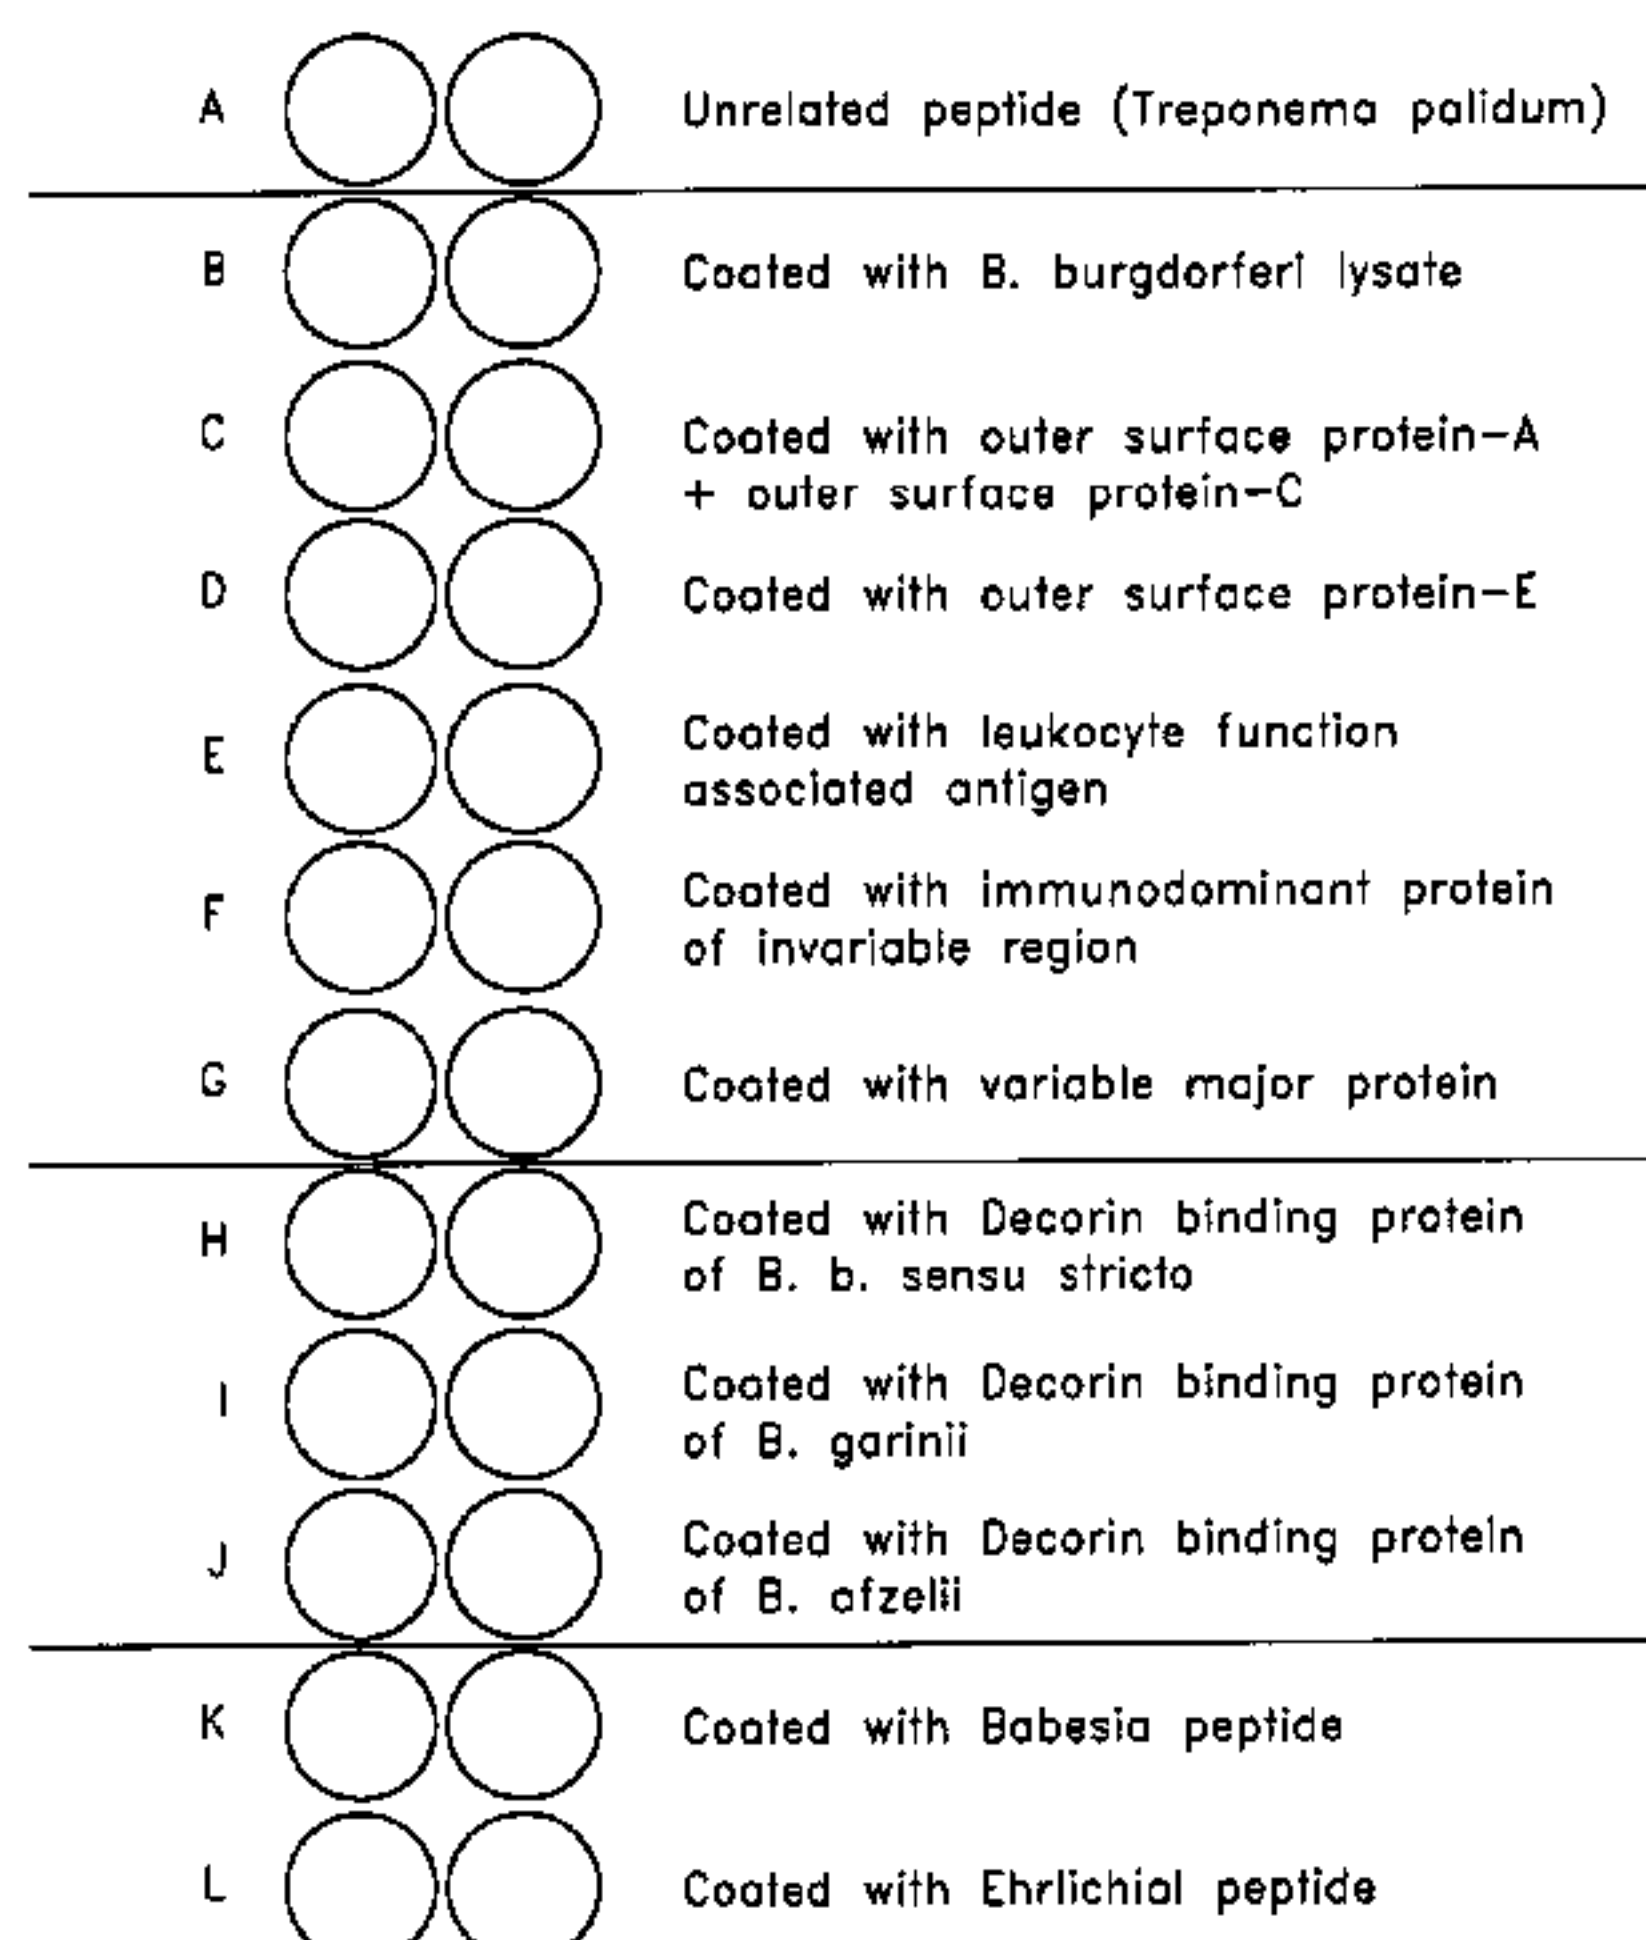 A Unrelated peptide (Treponema palidum)
B Coated with B. burgdorferi lysate
C Coated with outer surface protein-A
+ outer surface protein-C
D Coated with outer surface protein-E
E Coated with leukocyte function
associated antigen
F Coated with immunodominant protein
of invariable region
G Coated with variable major protein
H Coated with Decorin binding protein
of B. b. sensu stricto
I Coated with Decorin binding protein
of B. garinii
J Coated with Decorin binding protein
of B. afzelii
K Coated with Babesia peptide
L Coated with Ehrlichial peptide